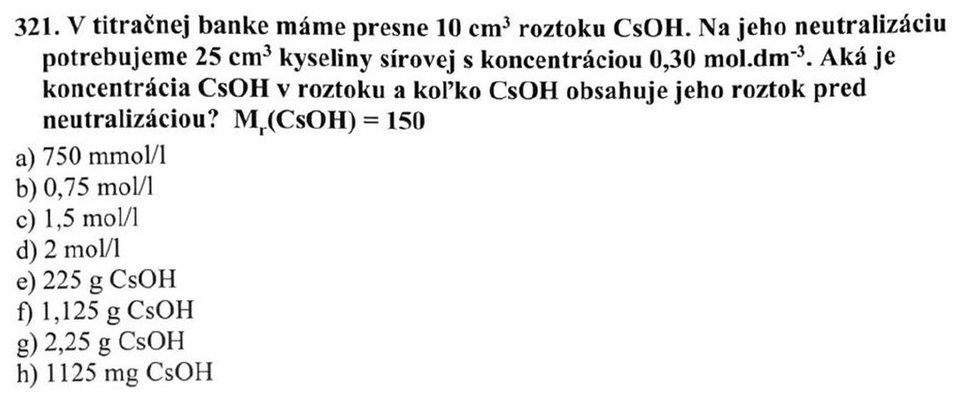 321. V titračnej banke máme presne 10 cm³ roztoku CsOH. Na jeho neutralizáciu
potrebujeme 25 cm³ kyseliny sírovej s koncentráciou 0,30 mol.dm⁻³. Aká je
koncentrácia CsOH v roztoku a koľko CsOH obsahuje jeho roztok pred
neutralizáciou? Mᵣ(CsOH) = 150
a) 750 mmol/l
b) 0,75 mol/l
c) 1,5 mol/l
d) 2 mol/l
e) 225 g CsOH
f) 1,125 g CsOH
g) 2,25 g CsOH
h) 1125 mg CsOH